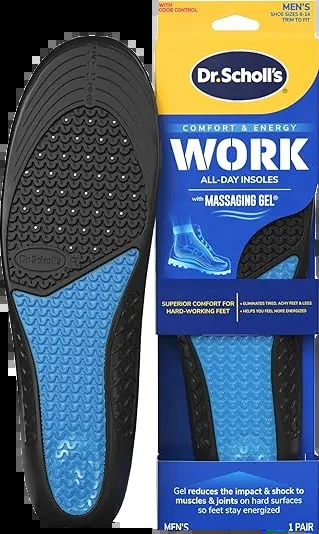 WITH
ODOR CONTROL
MEN'S
SHOE SIZES 8-14
TRIM TO FIT
Dr.Scholl's
®
COMFORT & ENERGY
WORK
ALL-DAY INSOLES
with MASSAGING GEL®
SUPERIOR COMFORT FOR
HARD-WORKING FEET
• ELIMINATES TIRED, ACHY FEET & LEGS
• HELPS YOU FEEL MORE ENERGIZED
Dr.Scholl's
Gel reduces the impact & shock to
muscles & joints on hard surfaces
so feet stay energized
MEN'S
1 PAIR